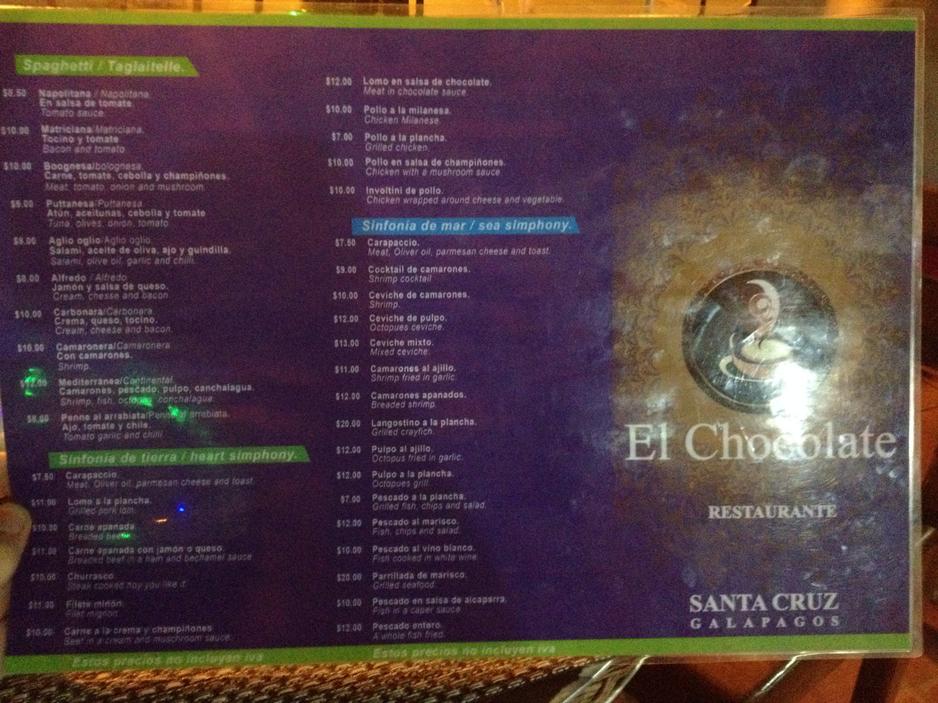 Spaghetti / Taglaitelle.
Napolitana / Napolitana.
En salsa de tomate.
Tomato sauce.
$10.00 Matriciana/Matriciana.
Tocino y tomate
Bacon and tomato
$10.00 Boognesa/bolognesa.
Carne, tomate, cebolla y champiñones.
Meat, tomato, onion and mushroom.
Puttanesa/Puttanesa
Atún, aceitunas, cebolla y tomate
Tuna, olives, onion, tomato
Aglio oglio/Aglio oglio.
Salami, aceite de oliva, ajo y guindilla.
Salami, olive oil, garlic and chilli.
Alfredo / Alfredo
Jamón y salsa de queso.
Cream, cheese and bacon
$10.00 Carbonara/Carbonara.
Crema, queso, tocino.
Cream, cheese and bacon.
$10.00 Camaronera/Camaronera
Con camarones.
Shrimp.
Mediterránea/Continental.
Camarones, pescado, pulpo, canchalagua.
Shrimp, fish, conchalague.
Penne al arrabiata/Penne al arrabiata.
Ajo, tomate y chile.
Tomato garlic and chilli
Sinfonía de tierra / heart simphony.
$7.50 Carapaccio.
Meat, Oliver oil, parmesan cheese and toast.
$11.00 Lomo a la plancha.
Grilled pork loin.
Carne apanada
Breaded
$11.00 Carne apanada con jamón o queso.
Breaded beef in a ham and bechamel sauce
$10.00 Churrasco.
Steak cooked hoy you like it
$11.00 Filete miñón.
Filet mignon
$10.00 Carne a la crema y champiñones
Beef in a cream and muschroom sauce.
Estos precios no incluyen iva
$12.00 Lomo en salsa de chocolate.
Meat in chocolate sauce.
$10.00 Pollo a la milanesa.
Chicken Milanese.
$7.00 Pollo a la plancha.
Grilled chicken.
$10.00 Pollo en salsa de champiñones.
Chicken with a mushroom sauce
$10.00 Involtini de pollo.
Chicken wrapped around cheese and vegetable.
Sinfonía de mar / sea simphony.
$7.50 Carapaccio.
Meat, Oliver oil, parmesan cheese and toast.
$9.00 Cocktail de camarones.
Shrimp cocktail
$10.00 Ceviche de camarones.
Shrimp.
$12.00 Ceviche de pulpo.
Octopues ceviche.
$13.00 Ceviche mixto.
Mixed ceviche.
$11.00 Camarones al ajillo.
Shrimp fried in garlic.
$12.00 Camarones apanados.
Breaded shrimp.
$20.00 Langostino a la plancha.
Grilled crayfich.
$12.00 Pulpo al ajillo.
Octopus fried in garlic.
$12.00 Pulpo a la plancha.
Octopues grill.
$7.00 Pescado a la plancha.
Grilled fish, chips and salad.
$12.00 Pescado al marisco.
Fish, chips and salad.
$10.00 Pescado al vino blanco.
Fish cooked in white wine.
$20.00 Parrillada de marisco.
Grilled seafood.
$10.00 Pescado en salsa de alcaparra.
Fish in a caper sauce
$12.00 Pescado entero.
A whole fish fried.
Estos precios no incluyen iva
El Chocolate
RESTAURANTE
SANTA CRUZ
GALAPAGOS